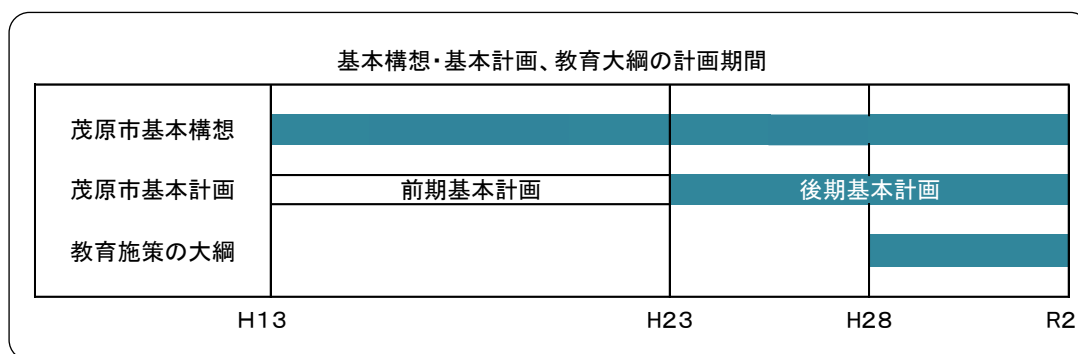 基本構想・基本計画、教育大綱の計画期間
茂原市基本構想
茂原市基本計画 前期基本計画 後期基本計画
教育施策の大綱
H13 H23 H28 R2